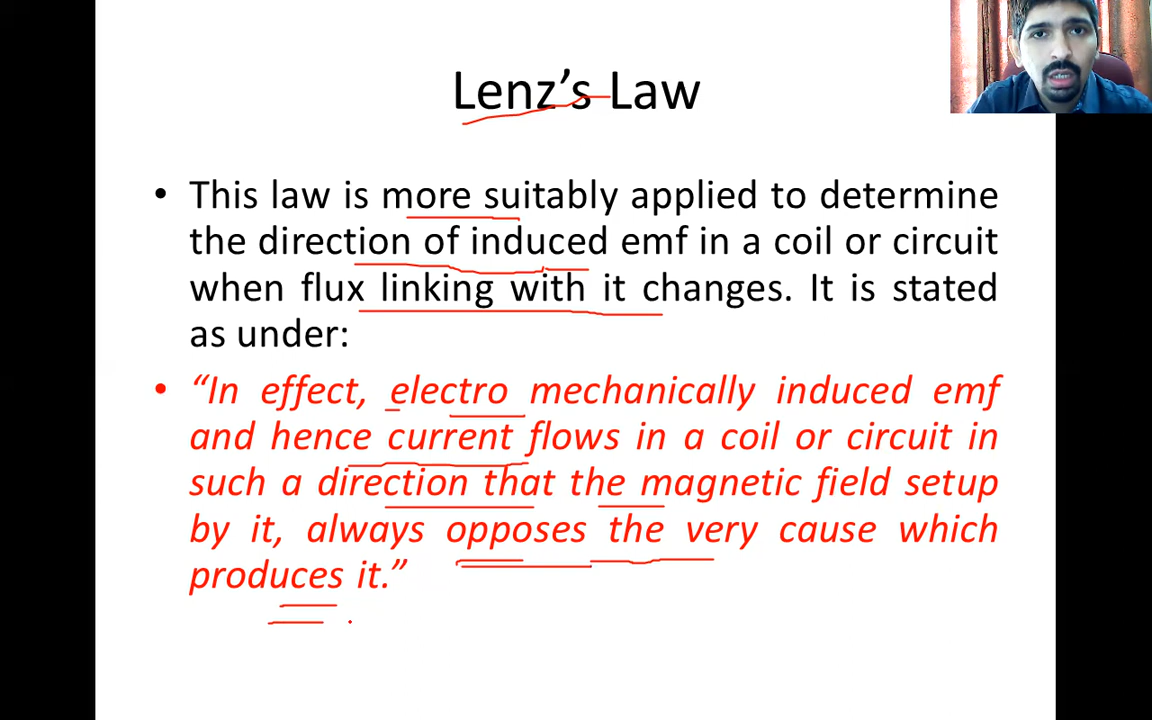 Lenz’s Law
• This law is more suitably applied to determine
the direction of induced emf in a coil or circuit
when flux linking with it changes. It is stated
as under:
• “In effect, electro mechanically induced emf
and hence current flows in a coil or circuit in
such a direction that the magnetic field setup
by it, always opposes the very cause which
produces it.”